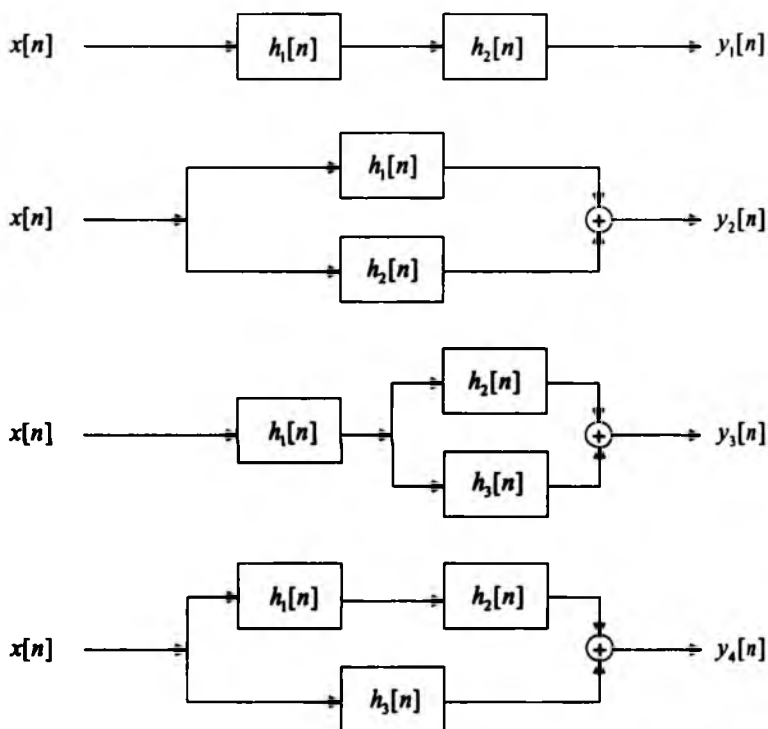 x[n] h₁[n] h₂[n] y₁[n]
h₁[n]
x[n] + y₂[n]
h₂[n]
h₂[n]
x[n] h₁[n] + y₃[n]
h₃[n]
h₁[n] h₂[n]
x[n] + y₄[n]
h₃[n]